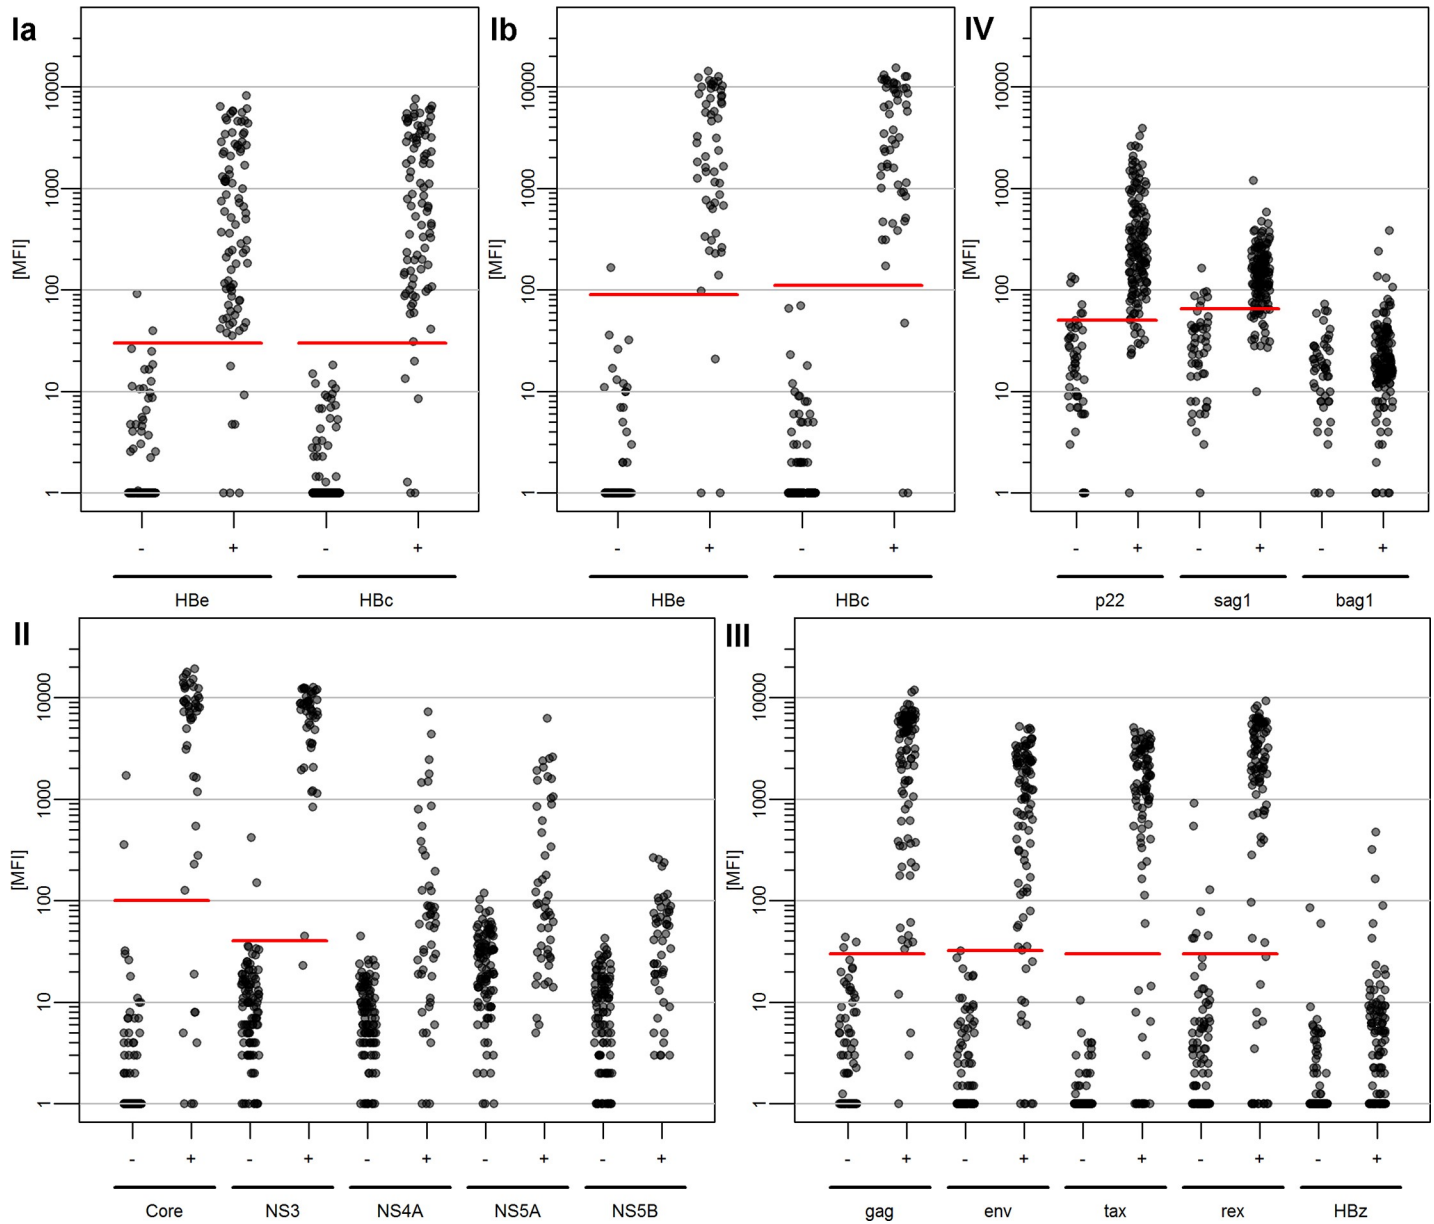 Ia
Ib
IV
[MFI]
10000
1000
100
10
1
- + - +
HBe HBc
[MFI]
10000
1000
100
10
1
- + - +
HBe HBc
[MFI]
10000
1000
100
10
1
- + - + - +
p22 sag1 bag1
II
III
[MFI]
10000
1000
100
10
1
- + - + - + - + - +
Core NS3 NS4A NS5A NS5B
[MFI]
10000
1000
100
10
1
- + - + - + - + - +
gag env tax rex HBz